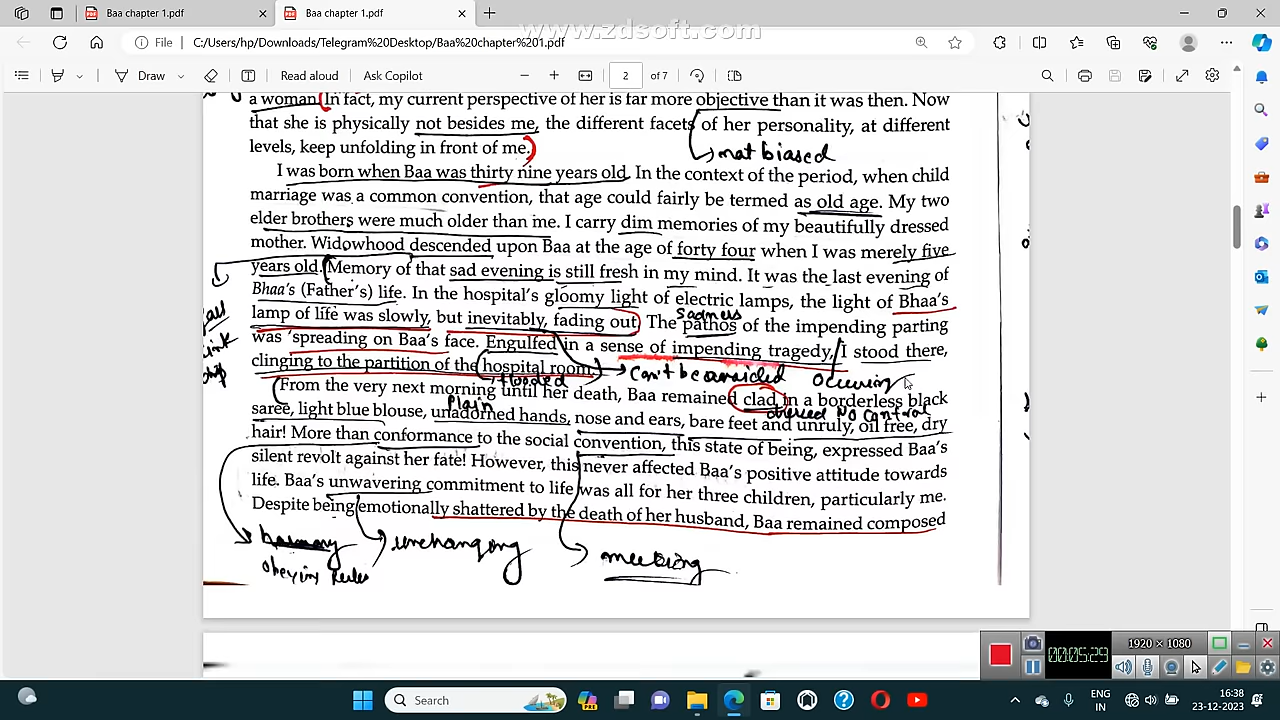 Baa chapter 1.pdf
Baa chapter 1.pdf
www.zdsoft.com
File
C:/Users/hp/Downloads/Telegram%20Desktop/Baa%20chapter%201.pdf
Draw
Read aloud
Ask Copilot
2
of 7
a woman. In fact, my current perspective of her is far more objective than it was then. Now
that she is physically not besides me, the different facets of her personality, at different
levels, keep unfolding in front of me.
not biased
I was born when Baa was thirty nine years old. In the context of the period, when child
marriage was a common convention, that age could fairly be termed as old age. My two
elder brothers were much older than me. I carry dim memories of my beautifully dressed
mother. Widowhood descended upon Baa at the age of forty four when I was merely five
years old. Memory of that sad evening is still fresh in my mind. It was the last evening of
Bhaa's (Father's) life. In the hospital's gloomy light of electric lamps, the light of Bhaa's
Sadness
lamp of life was slowly, but inevitably, fading out. The pathos of the impending parting
was 'spreading on Baa's face. Engulfed in a sense of impending tragedy, I stood there,
clinging to the partition of the hospital room.
flooded
can't be avoided
Occuring
From the very next morning until her death, Baa remained clad in a borderless black
Plain
No control
saree, light blue blouse, unadorned hands, nose and ears, bare feet and unruly, oil free, dry
hair! More than conformance to the social convention, this state of being, expressed Baa's
silent revolt against her fate! However, this never affected Baa's positive attitude towards
life. Baa's unwavering commitment to life was all for her three children, particularly me.
Despite being emotionally shattered by the death of her husband, Baa remained composed
harmony
unchanging
obeying rules
1920 × 1080
00:05:29
Search
ENG
IN
16:38
23-12-2023